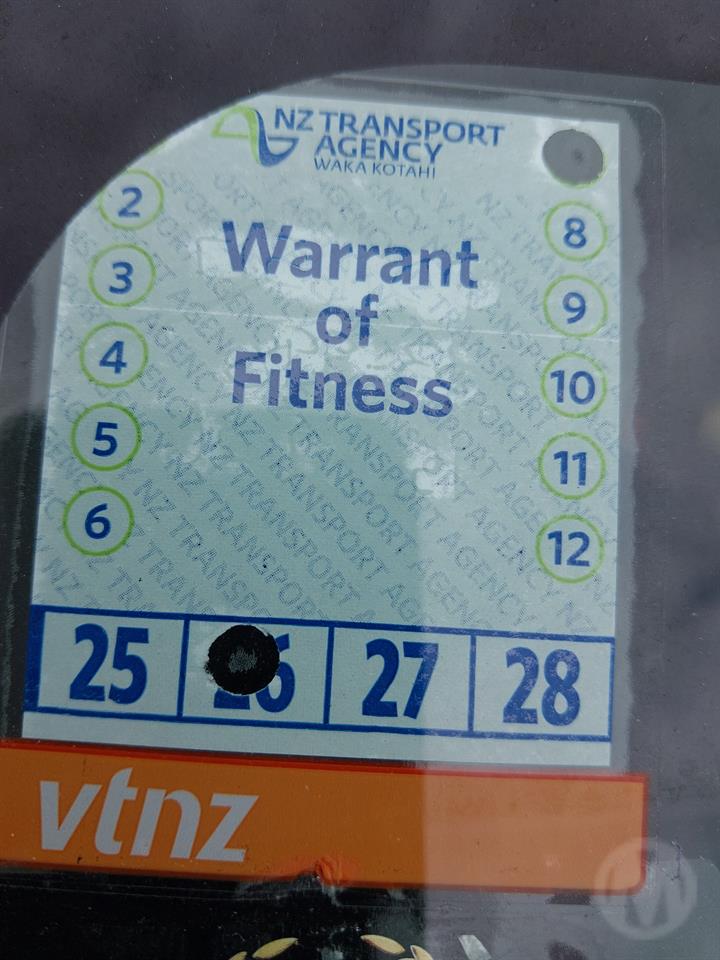 NZ TRANSPORT
AGENCY
WAKA KOTAHI
2
8
Warrant
of
Fitness
3
9
4
10
5
11
6
12
25
27
28
vtnz